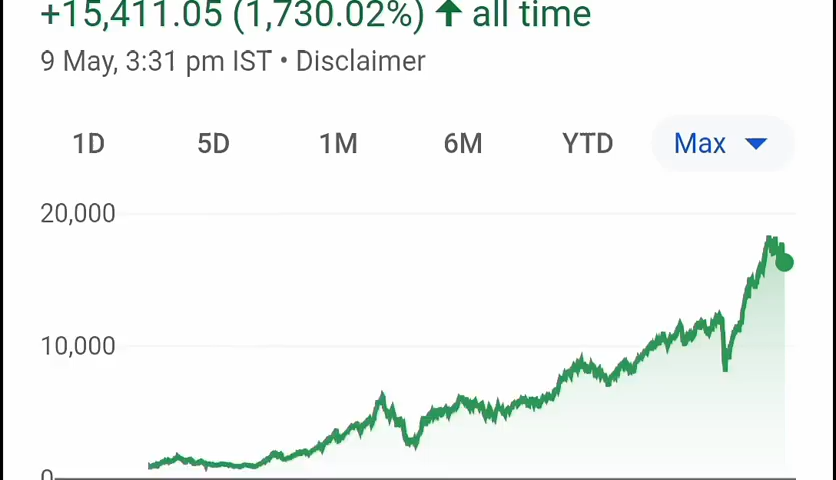 +15,411.05 (1,730.02%) ↑ all time
9 May, 3:31 pm IST • Disclaimer
1D 5D 1M 6M YTD Max
20,000
10,000
0